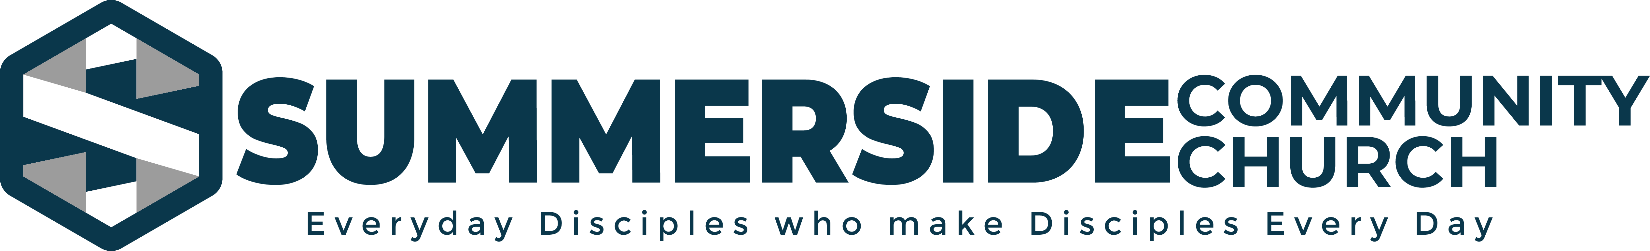 SUMMERSIDE
COMMUNITY
CHURCH
Everyday Disciples who make Disciples Every Day